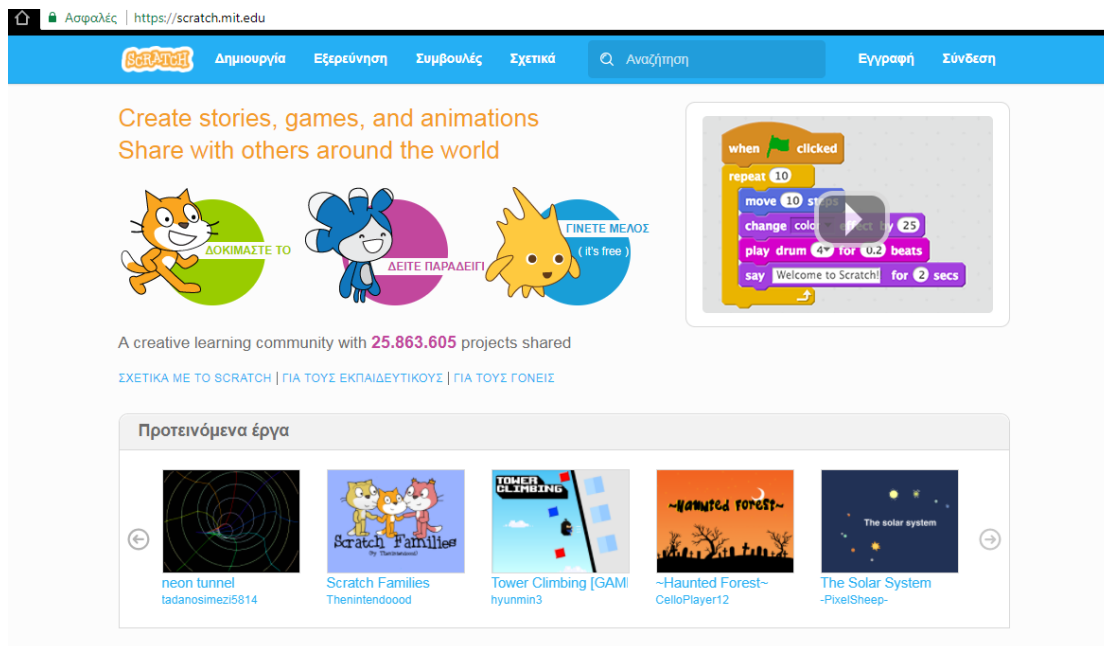 Ασφαλές | https://scratch.mit.edu
SCRATCH Δημιουργία Εξερεύνηση Συμβουλές Σχετικά Αναζήτηση Εγγραφή Σύνδεση
Create stories, games, and animations
Share with others around the world
ΔΟΚΙΜΑΣΤΕ ΤΟ
ΔΕΙΤΕ ΠΑΡΑΔΕΙΓΙ
ΓΙΝΕΤΕ ΜΕΛΟΣ
( it's free )
when clicked
repeat 10
move 10 steps
change color effect by 25
play drum 4 for 0.2 beats
say Welcome to Scratch! for 2 secs
A creative learning community with 25.863.605 projects shared
ΣΧΕΤΙΚΑ ΜΕ ΤΟ SCRATCH | ΓΙΑ ΤΟΥΣ ΕΚΠΑΙΔΕΥΤΙΚΟΥΣ | ΓΙΑ ΤΟΥΣ ΓΟΝΕΙΣ
Προτεινόμενα έργα
Scratch Families
By Thenintendoood
TOWER
CLIMBING
~Haunted Forest~
The solar system
neon tunnel
tadanosimezi5814
Scratch Families
Thenintendoood
Tower Climbing [GAMI
hyunmin3
~Haunted Forest~
CelloPlayer12
The Solar System
-PixelSheep-